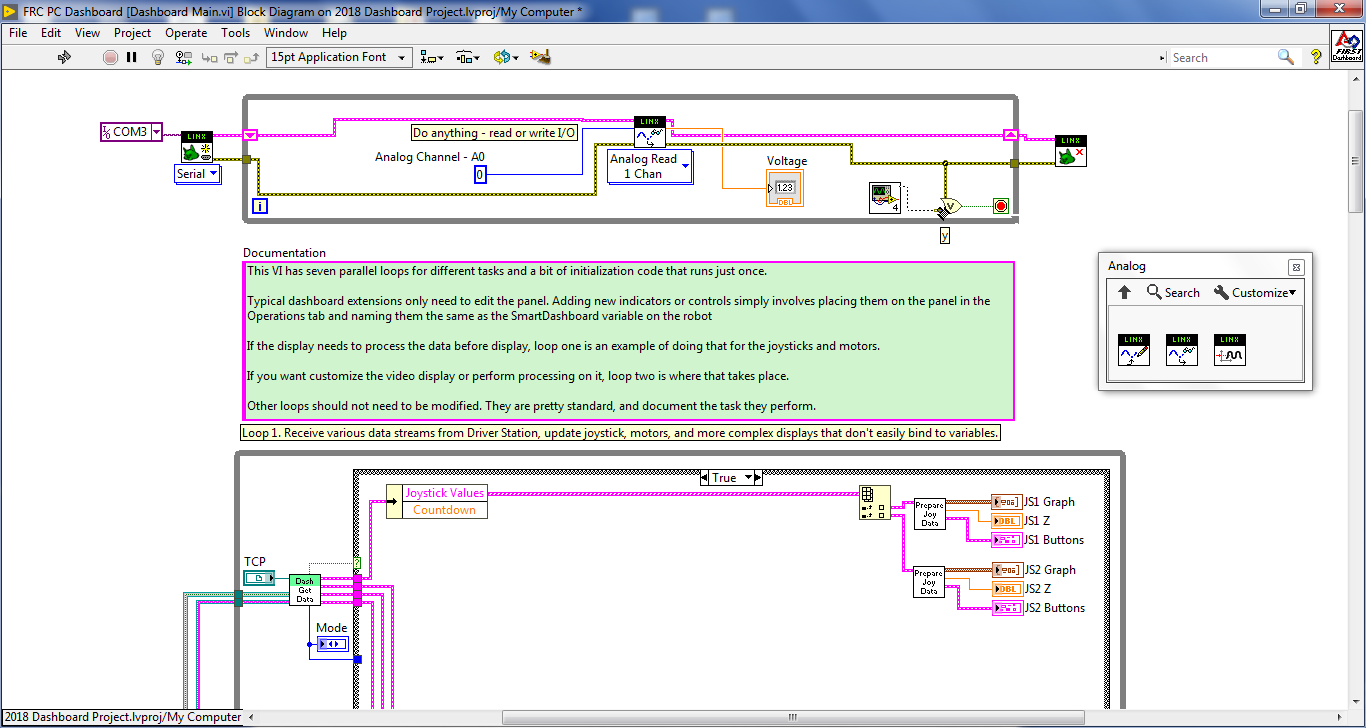 FRC PC Dashboard [Dashboard Main.vi] Block Diagram on 2018 Dashboard Project.lvproj/My Computer *
File Edit View Project Operate Tools Window Help
15pt Application Font
Search
FIRST
Dashboard
COM3
LINX
Serial
Do anything - read or write I/O
LINX
Analog Channel - A0
0
Analog Read
1 Chan
Voltage
1.23
DBL
4
V
y
i
LINX
Documentation
This VI has seven parallel loops for different tasks and a bit of initialization code that runs just once.
Typical dashboard extensions only need to edit the panel. Adding new indicators or controls simply involves placing them on the panel in the
Operations tab and naming them the same as the SmartDashboard variable on the robot
If the display needs to process the data before display, loop one is an example of doing that for the joysticks and motors.
If you want customize the video display or perform processing on it, loop two is where that takes place.
Other loops should not need to be modified. They are pretty standard, and document the task they perform.
Analog
Search Customize
LINX LINX LINX
Loop 1. Receive various data streams from Driver Station, update joystick, motors, and more complex displays that don't easily bind to variables.
True
Joystick Values
Countdown
Prepare
Joy
Data
JS1 Graph
DBL JS1 Z
JS1 Buttons
Prepare
Joy
Data
JS2 Graph
DBL JS2 Z
JS2 Buttons
TCP
?
Dash
Get
Data
Mode
2018 Dashboard Project.lvproj/My Computer